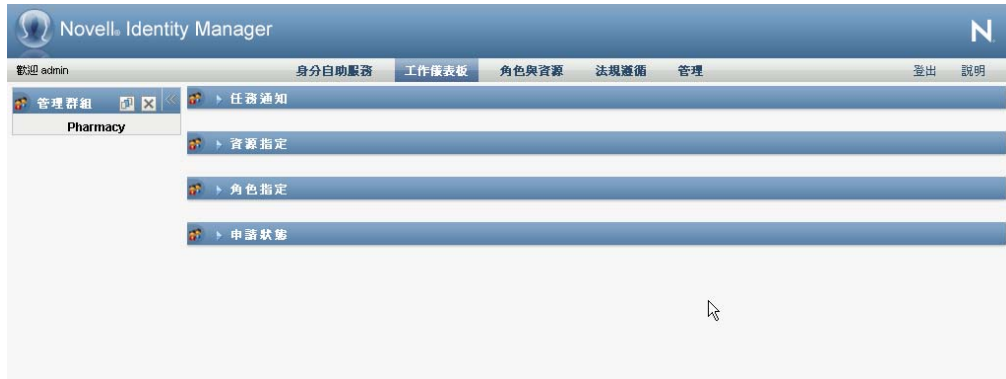 Novell® Identity Manager
N
歡迎 admin
身分自助服務 工作儀表板 角色與資源 法規遵循 管理 登出 說明
管理群組
Pharmacy
任務通知
資源指定
角色指定
申請狀態